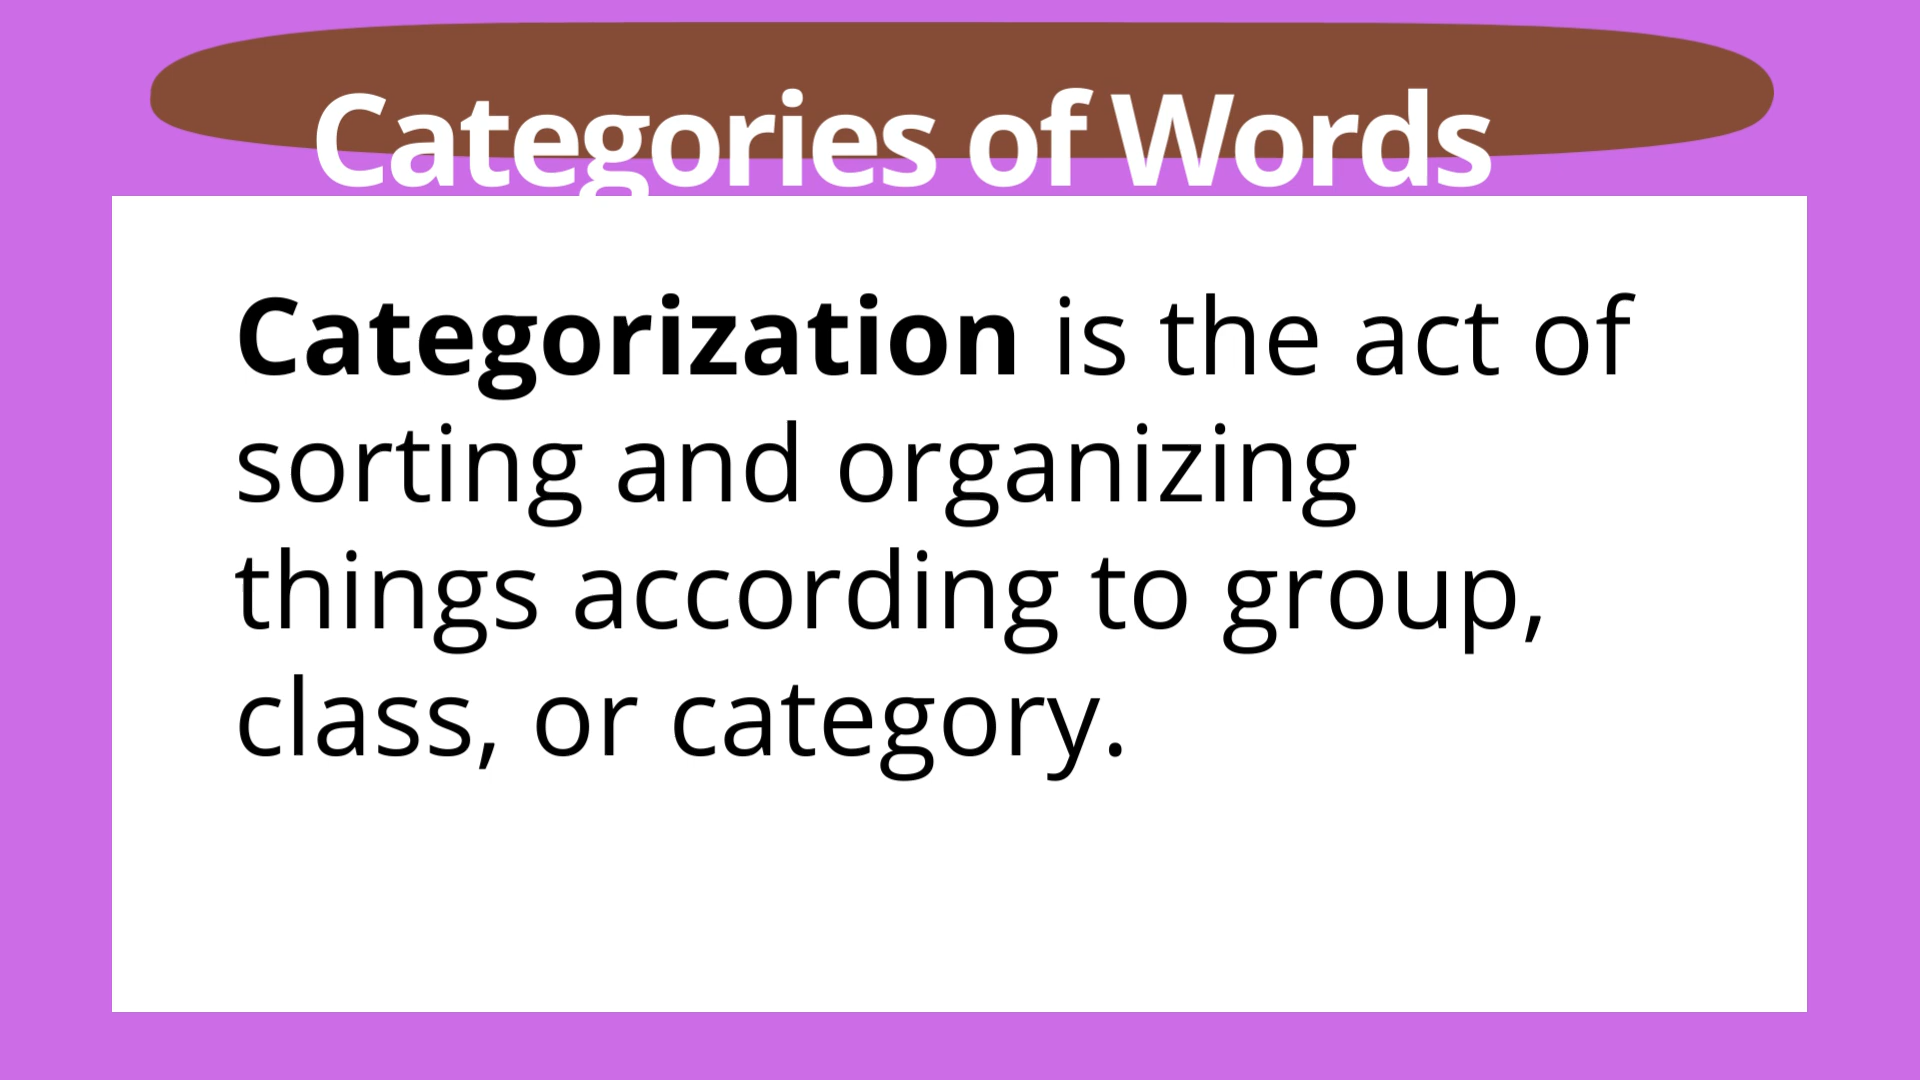 Categories of Words
Categorization is the act of
sorting and organizing
things according to group,
class, or category.